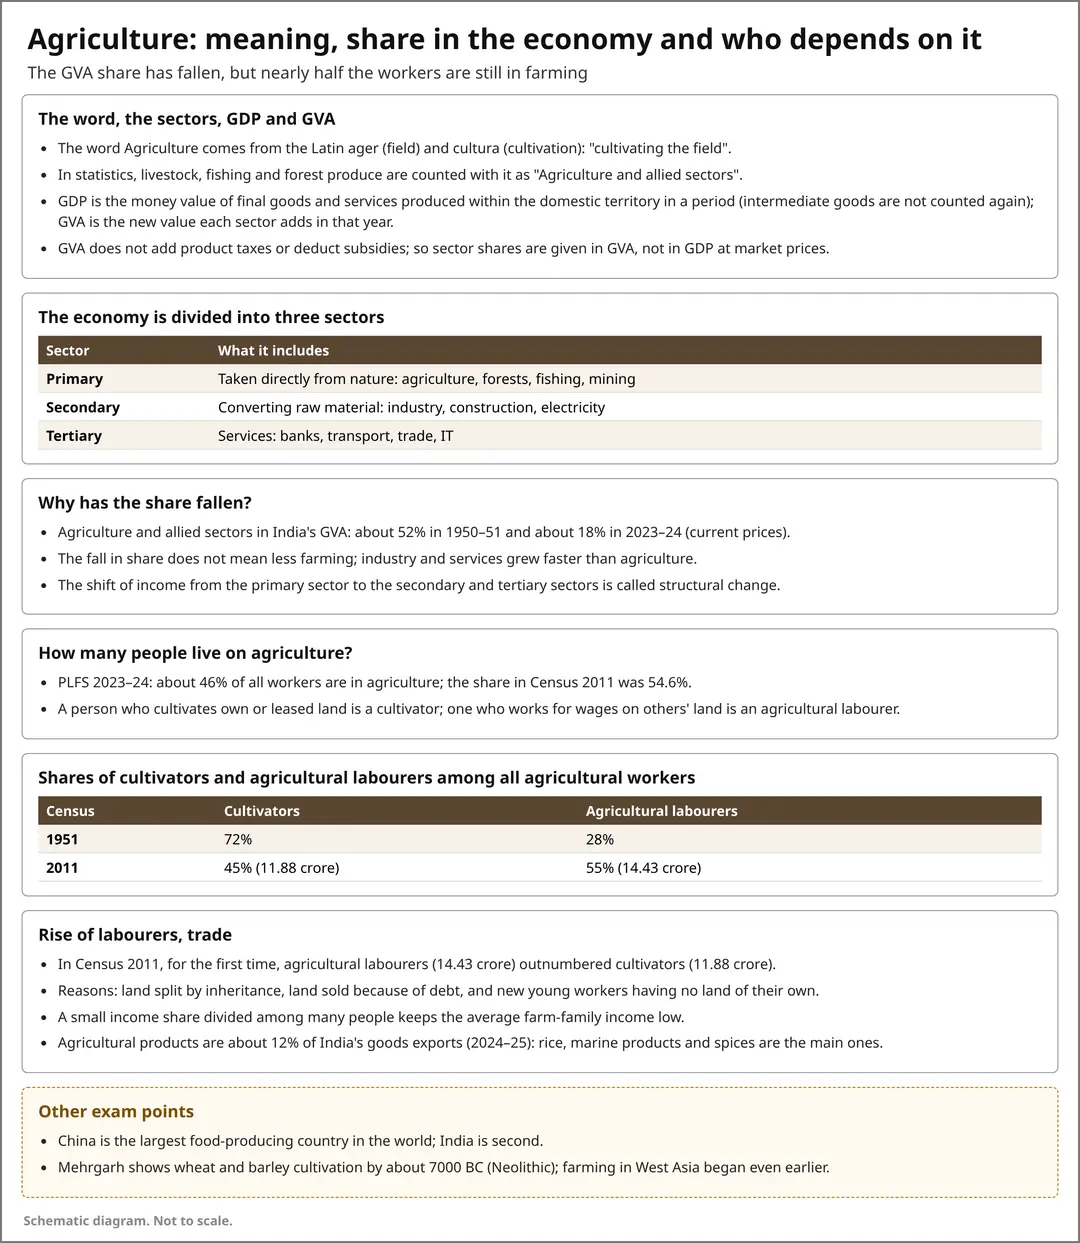 Agriculture: meaning, share in the economy and who depends on it
The GVA share has fallen, but nearly half the workers are still in farming
The word, the sectors, GDP and GVA
• The word Agriculture comes from the Latin ager (field) and cultura (cultivation): "cultivating the field".
• In statistics, livestock, fishing and forest produce are counted with it as "Agriculture and allied sectors".
• GDP is the money value of final goods and services produced within the domestic territory in a period (intermediate goods are not counted again);
GVA is the new value each sector adds in that year.
• GVA does not add product taxes or deduct subsidies; so sector shares are given in GVA, not in GDP at market prices.
The economy is divided into three sectors
Sector What it includes
Primary Taken directly from nature: agriculture, forests, fishing, mining
Secondary Converting raw material: industry, construction, electricity
Tertiary Services: banks, transport, trade, IT
Why has the share fallen?
• Agriculture and allied sectors in India's GVA: about 52% in 1950–51 and about 18% in 2023–24 (current prices).
• The fall in share does not mean less farming; industry and services grew faster than agriculture.
• The shift of income from the primary sector to the secondary and tertiary sectors is called structural change.
How many people live on agriculture?
• PLFS 2023–24: about 46% of all workers are in agriculture; the share in Census 2011 was 54.6%.
• A person who cultivates own or leased land is a cultivator; one who works for wages on others' land is an agricultural labourer.
Shares of cultivators and agricultural labourers among all agricultural workers
Census Cultivators Agricultural labourers
1951 72% 28%
2011 45% (11.88 crore) 55% (14.43 crore)
Rise of labourers, trade
• In Census 2011, for the first time, agricultural labourers (14.43 crore) outnumbered cultivators (11.88 crore).
• Reasons: land split by inheritance, land sold because of debt, and new young workers having no land of their own.
• A small income share divided among many people keeps the average farm-family income low.
• Agricultural products are about 12% of India's goods exports (2024–25): rice, marine products and spices are the main ones.
Other exam points
• China is the largest food-producing country in the world; India is second.
• Mehrgarh shows wheat and barley cultivation by about 7000 BC (Neolithic); farming in West Asia began even earlier.
Schematic diagram. Not to scale.